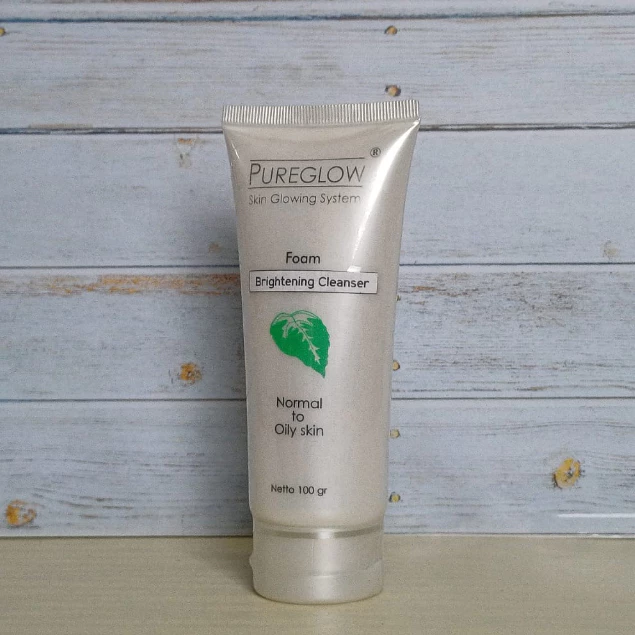 PUREGLOW ®
Skin Glowing System
Foam
Brightening Cleanser
Normal
to
Oily skin
Netto 100 gr